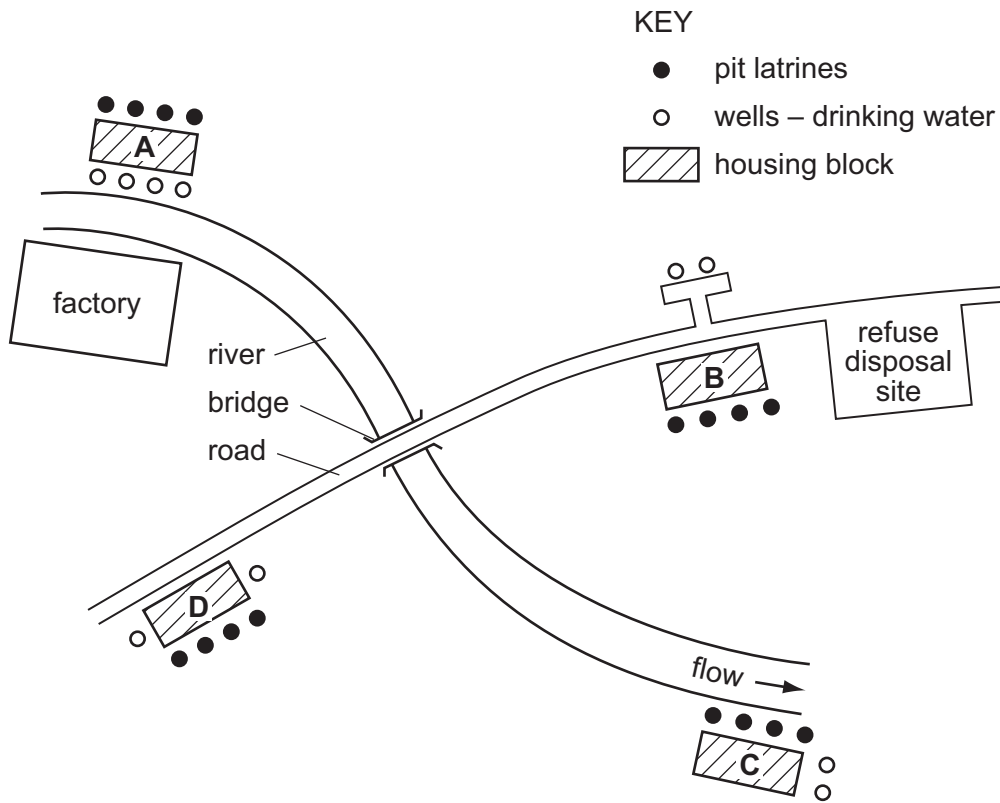 KEY
pit latrines
wells – drinking water
housing block
A
factory
river
bridge
road
B
refuse
disposal
site
D
flow
C